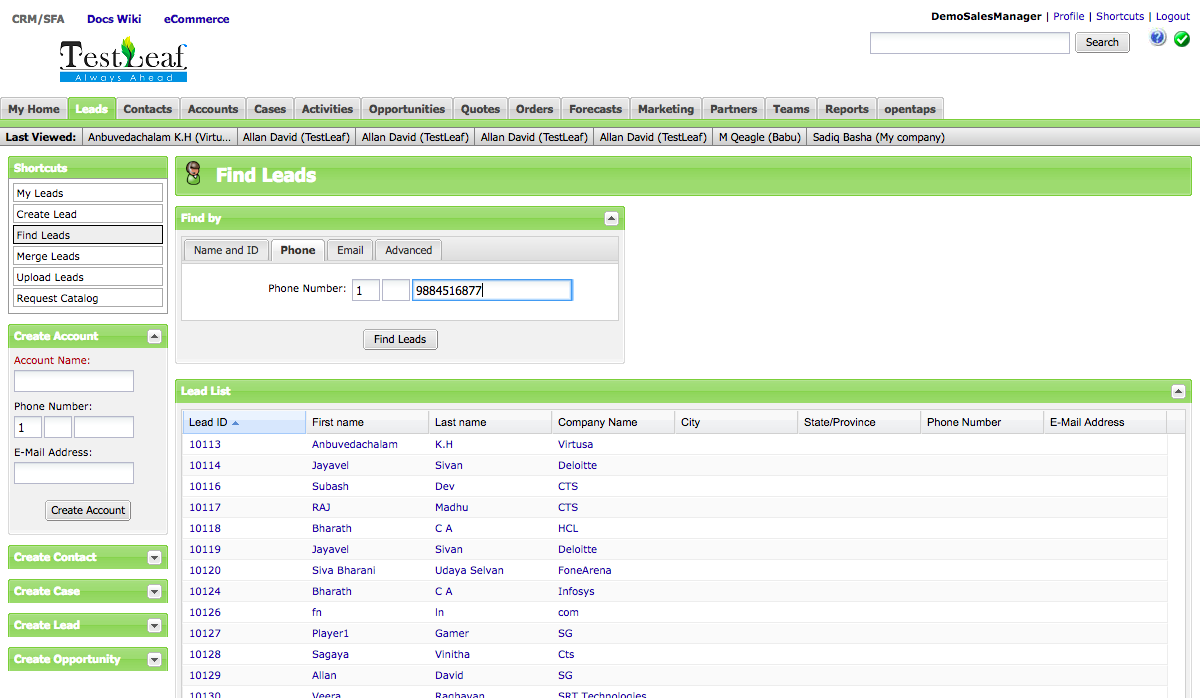 CRM/SFA Docs Wiki eCommerce
DemoSalesManager | Profile | Shortcuts | Logout
Search
TestLeaf
Always Ahead
My Home Leads Contacts Accounts Cases Activities Opportunities Quotes Orders Forecasts Marketing Partners Teams Reports opentaps
Last Viewed: Anbuvedachalam K.H (Virtu... Allan David (TestLeaf) Allan David (TestLeaf) Allan David (TestLeaf) Allan David (TestLeaf) M Qeagle (Babu) Sadiq Basha (My company)
Shortcuts
My Leads
Create Lead
Find Leads
Merge Leads
Upload Leads
Request Catalog
Create Account
Account Name:
Phone Number:
1
E-Mail Address:
Create Account
Create Contact
Create Case
Create Lead
Create Opportunity
Find Leads
Find by
Name and ID Phone Email Advanced
Phone Number: 1 9884516877
Find Leads
Lead List
Lead ID First name Last name Company Name City State/Province Phone Number E-Mail Address
10113 Anbuvedachalam K.H Virtusa
10114 Jayavel Sivan Deloitte
10116 Subash Dev CTS
10117 RAJ Madhu CTS
10118 Bharath C A HCL
10119 Jayavel Sivan Deloitte
10120 Siva Bharani Udaya Selvan FoneArena
10124 Bharath C A Infosys
10126 fn ln com
10127 Player1 Gamer SG
10128 Sagaya Vinitha Cts
10129 Allan David SG
10130 Veera Raghavan SRT Technologies